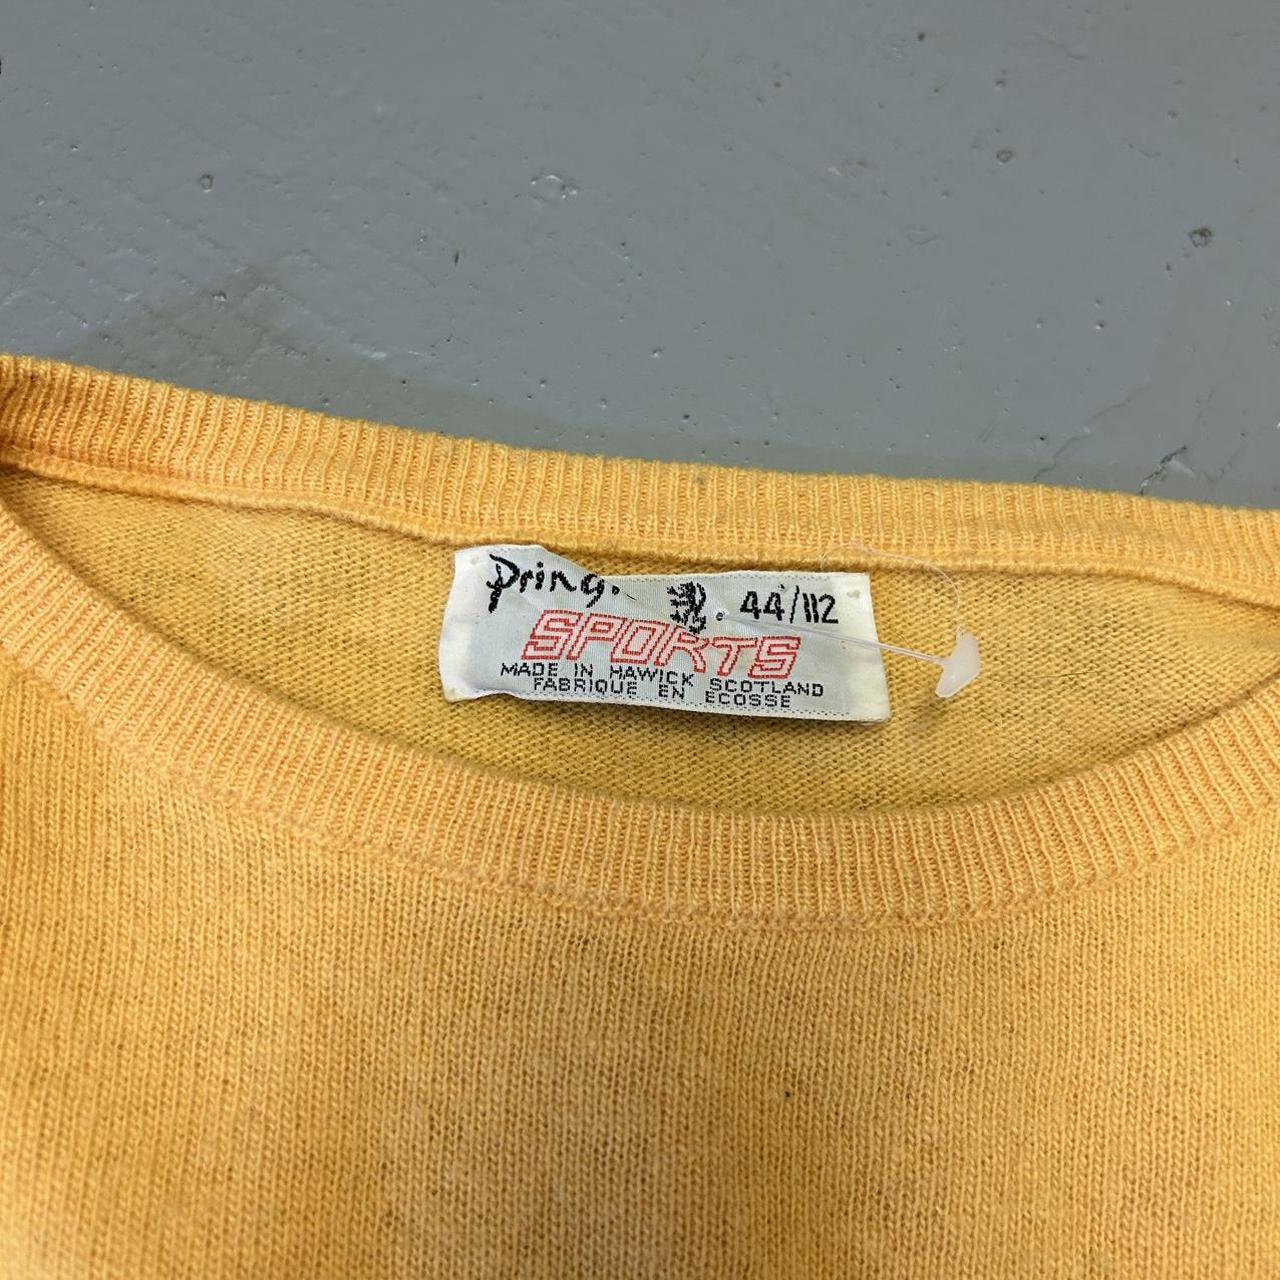 Pring
44"/112
SPORTS
MADE IN HAWICK SCOTLAND
FABRIQUE EN ECOSSE